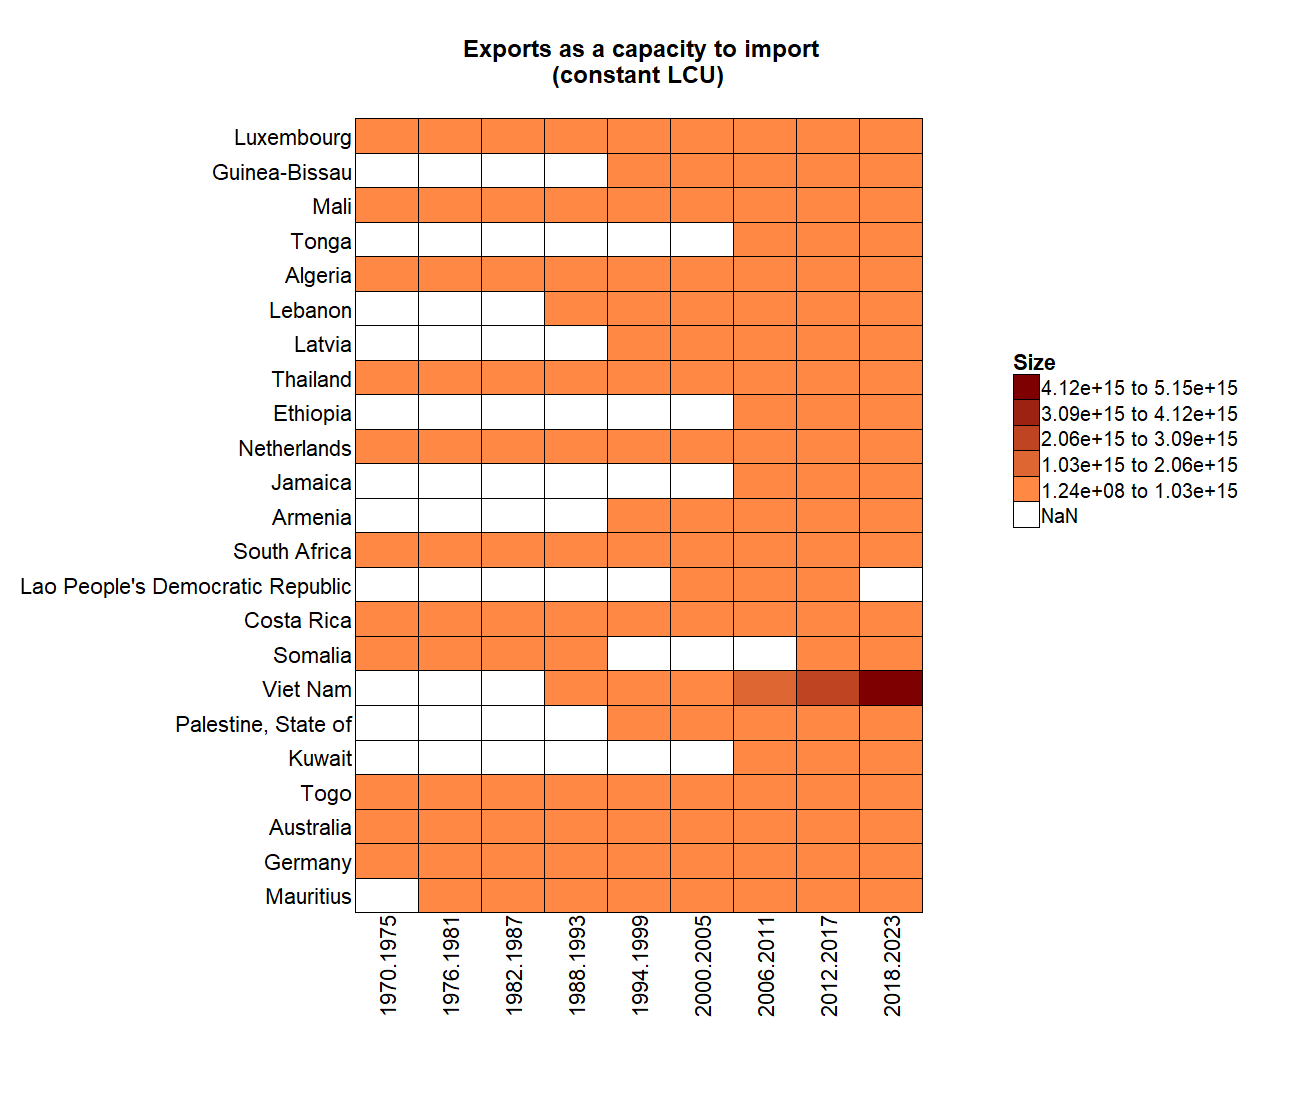 Exports as a capacity to import
(constant LCU)
Luxembourg
Guinea-Bissau
Mali
Tonga
Algeria
Lebanon
Latvia
Thailand
Ethiopia
Netherlands
Jamaica
Armenia
South Africa
Lao People's Democratic Republic
Costa Rica
Somalia
Viet Nam
Palestine, State of
Kuwait
Togo
Australia
Germany
Mauritius
1970.1975
1976.1981
1982.1987
1988.1993
1994.1999
2000.2005
2006.2011
2012.2017
2018.2023
Size
4.12e+15 to 5.15e+15
3.09e+15 to 4.12e+15
2.06e+15 to 3.09e+15
1.03e+15 to 2.06e+15
1.24e+08 to 1.03e+15
NaN